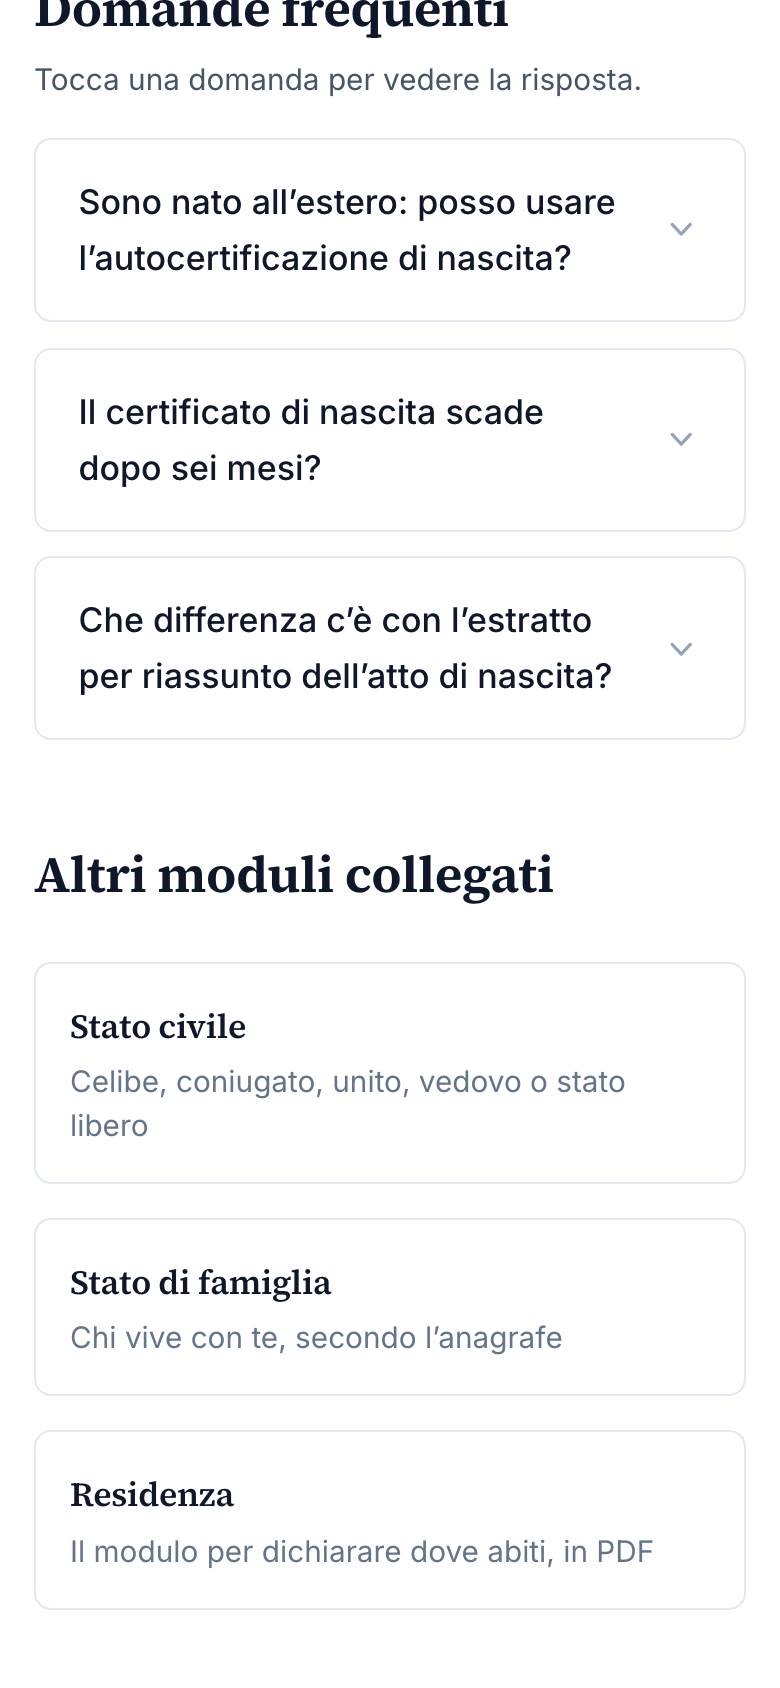 Domande frequenti
Tocca una domanda per vedere la risposta.
Sono nato all’estero: posso usare
l’autocertificazione di nascita?
Il certificato di nascita scade
dopo sei mesi?
Che differenza c’è con l’estratto
per riassunto dell’atto di nascita?
Altri moduli collegati
Stato civile
Celibe, coniugato, unito, vedovo o stato
libero
Stato di famiglia
Chi vive con te, secondo l’anagrafe
Residenza
Il modulo per dichiarare dove abiti, in PDF